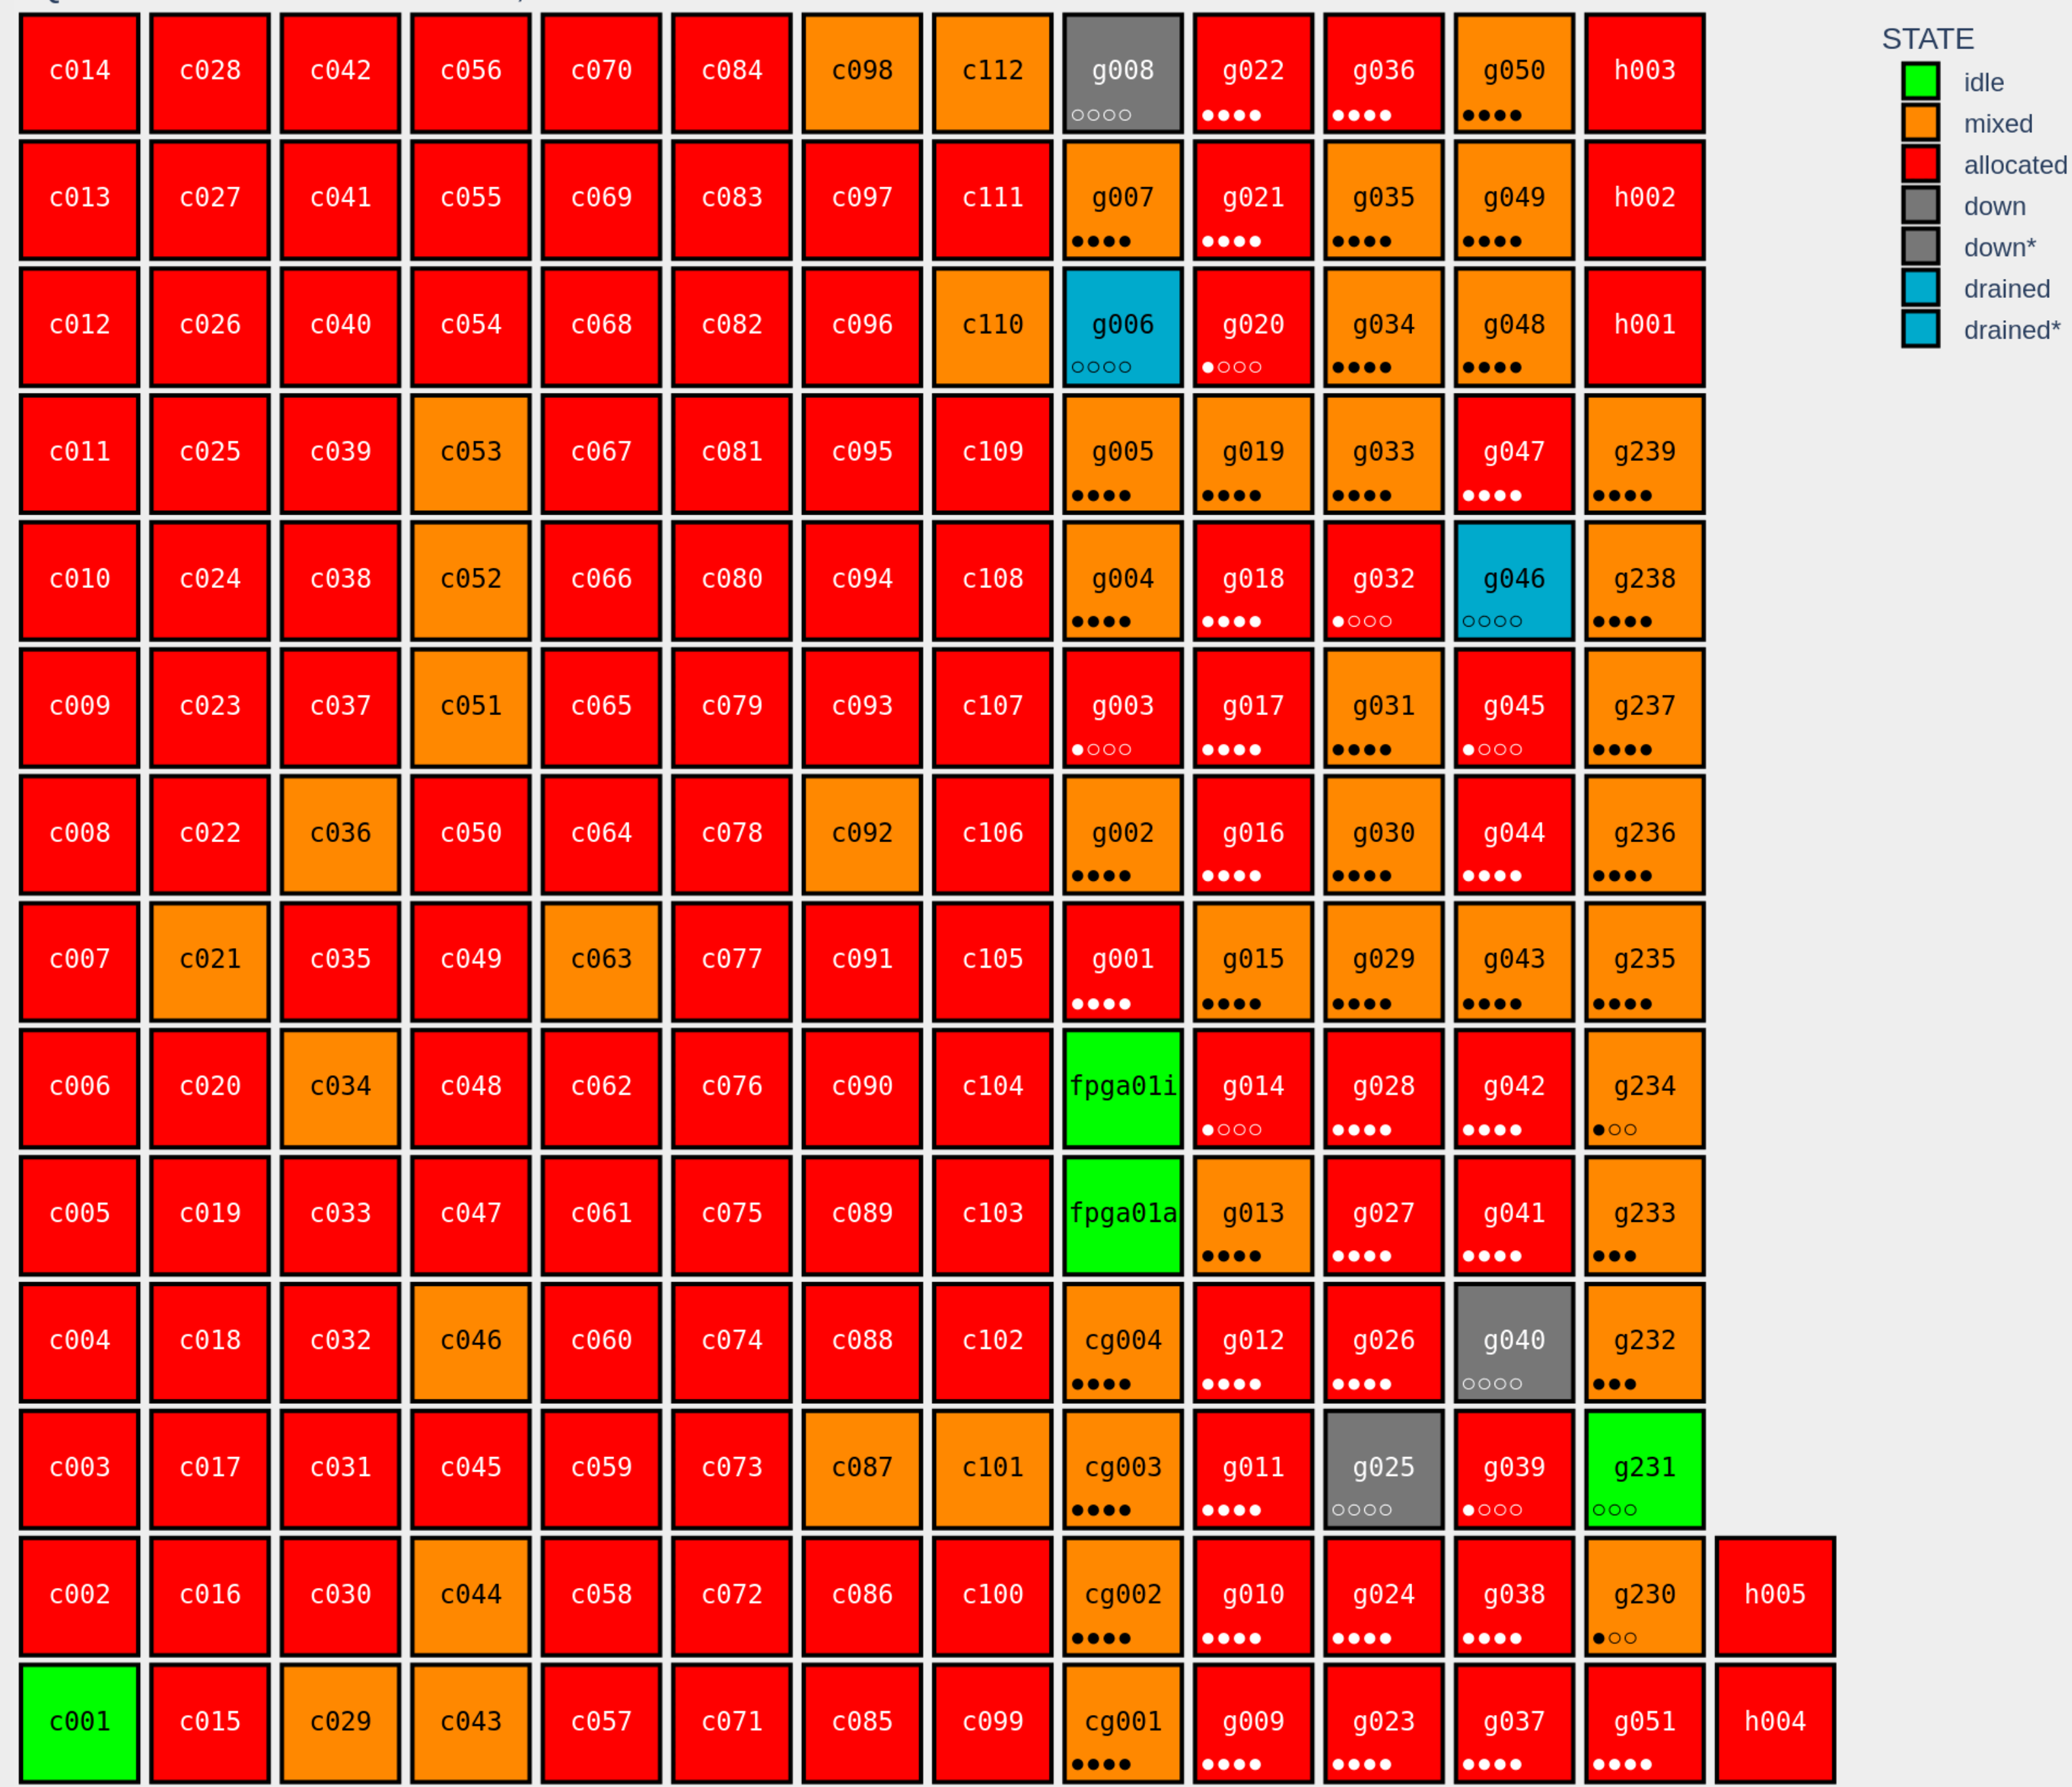 c014 c028 c042 c056 c070 c084 c098 c112 g008 g022 g036 g050 h003
c013 c027 c041 c055 c069 c083 c097 c111 g007 g021 g035 g049 h002
c012 c026 c040 c054 c068 c082 c096 c110 g006 g020 g034 g048 h001
c011 c025 c039 c053 c067 c081 c095 c109 g005 g019 g033 g047 g239
c010 c024 c038 c052 c066 c080 c094 c108 g004 g018 g032 g046 g238
c009 c023 c037 c051 c065 c079 c093 c107 g003 g017 g031 g045 g237
c008 c022 c036 c050 c064 c078 c092 c106 g002 g016 g030 g044 g236
c007 c021 c035 c049 c063 c077 c091 c105 g001 g015 g029 g043 g235
c006 c020 c034 c048 c062 c076 c090 c104 fpga01i g014 g028 g042 g234
c005 c019 c033 c047 c061 c075 c089 c103 fpga01a g013 g027 g041 g233
c004 c018 c032 c046 c060 c074 c088 c102 cg004 g012 g026 g040 g232
c003 c017 c031 c045 c059 c073 c087 c101 cg003 g011 g025 g039 g231
c002 c016 c030 c044 c058 c072 c086 c100 cg002 g010 g024 g038 g230 h005
c001 c015 c029 c043 c057 c071 c085 c099 cg001 g009 g023 g037 g051 h004
STATE
idle
mixed
allocated
down
down*
drained
drained*